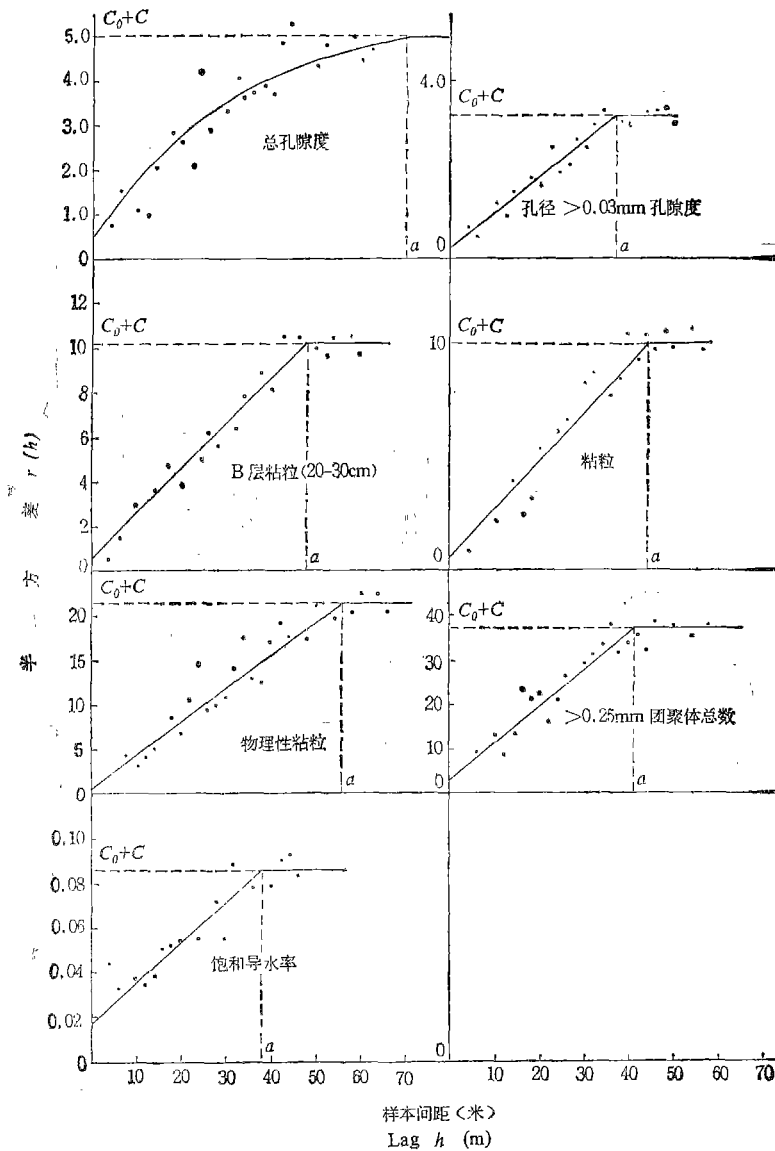 C₀+C
5.0
4.0
3.0
2.0
1.0
0
总孔隙度
a
4.0
C₀+C
0
孔径 >0.03mm 孔隙度
a
12
C₀+C
10
8
6
4
2
0
B 层粘粒(20-30cm)
a
C₀+C
10
0
粘粒
a
半 方 差 r(h)
C₀+C
20
15
10
5
0
物理性粘粒
a
40
C₀+C
30
20
10
0
>0.25mm 团聚体总数
a
0.10
C₀+C
0.08
0.06
0.04
0.02
0
饱和导水率
a
0
10 20 30 40 50 60 70
10 20 30 40 50 60 70
样本间距(米)
Lag h (m)